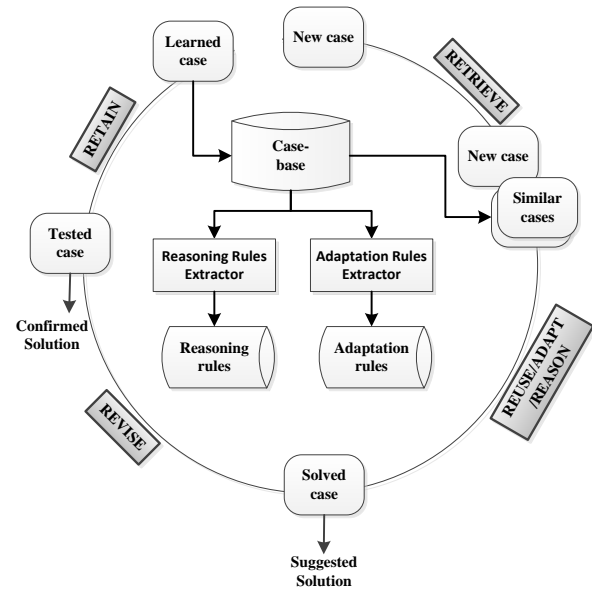 Learned
case
New case
RETRIEVE
RETAIN
Case-
base
New case
Similar
cases
Tested
case
Reasoning Rules
Extractor
Adaptation Rules
Extractor
Confirmed
Solution
Reasoning
rules
Adaptation
rules
REUSE/ADAPT
/REASON
REVISE
Solved
case
Suggested
Solution